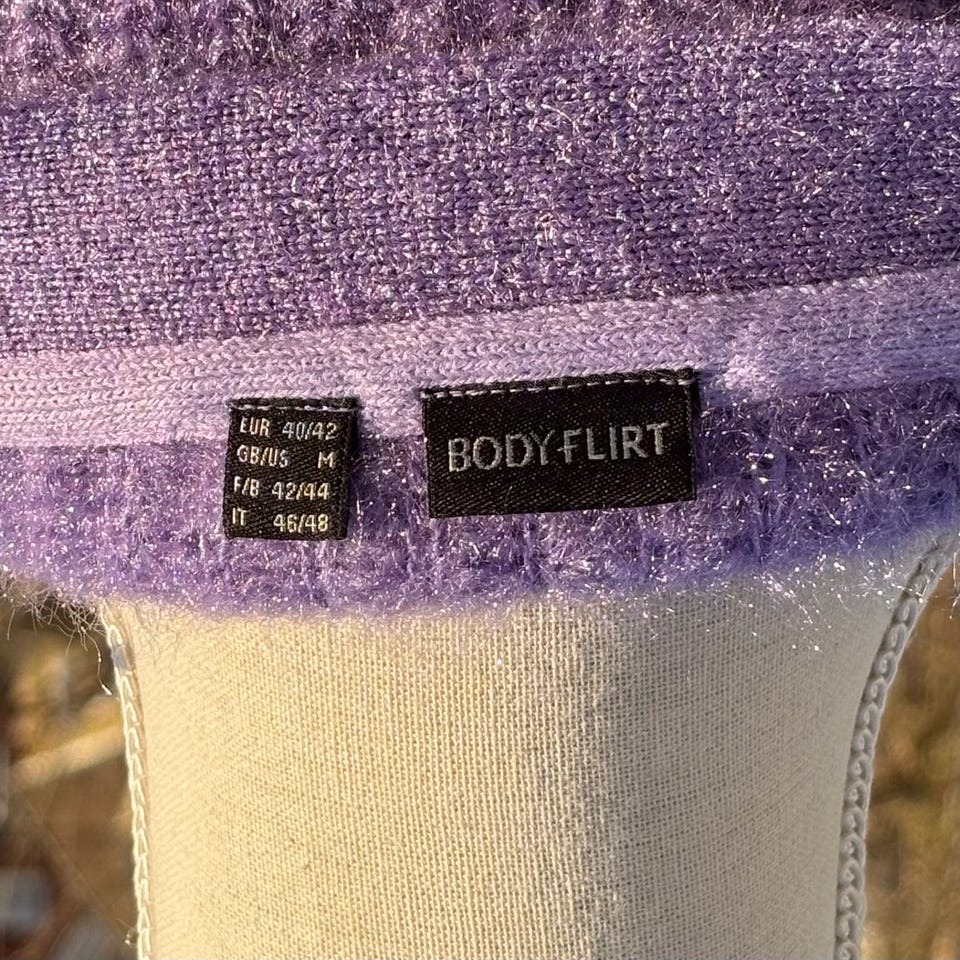 EUR 40/42
GB/US M
F/B 42/44
IT 46/48
BODYFLIRT